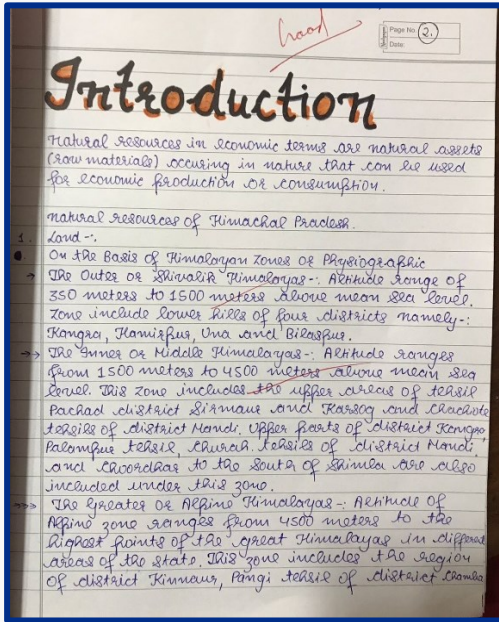 Good
Page No. 2.
Date
Introduction
natural resources in economic terms are natural assets
(raw materials) occuring in nature that can be used
for economic production or consumption.
natural resources of Himachal Pradesh.
1. Land -:
On the Basis of Himalayan Zones or Physiographic
→ The Outer or Shivalik Himalayas -: Altitude range of
350 meters to 1500 meters above mean sea level.
Zone include lower hills of four districts namely -:
Kangra, Hamirpur, Una and Bilaspur.
→→ The Inner or Middle Himalayas -: Altitude ranges
from 1500 meters to 4500 meters above mean sea
level. This zone includes the upper areas of tehsil
Pachad district Sirmaur and Karsog and Chachote
tehsils of district Mandi, Upper parts of district Kangra,
Palampur tehsil, Churah tehsils of district Mandi
and Choordhar to the South of Shimla are also
included under this zone.
→→→ The Greater or Alpine Himalayas -: Altitude of
Alpine zone ranges from 4500 meters to the
highest points of the great Himalayas in different
areas of the state. This zone includes the region
of district Kinnaur, Pangi tehsil of district Chamba